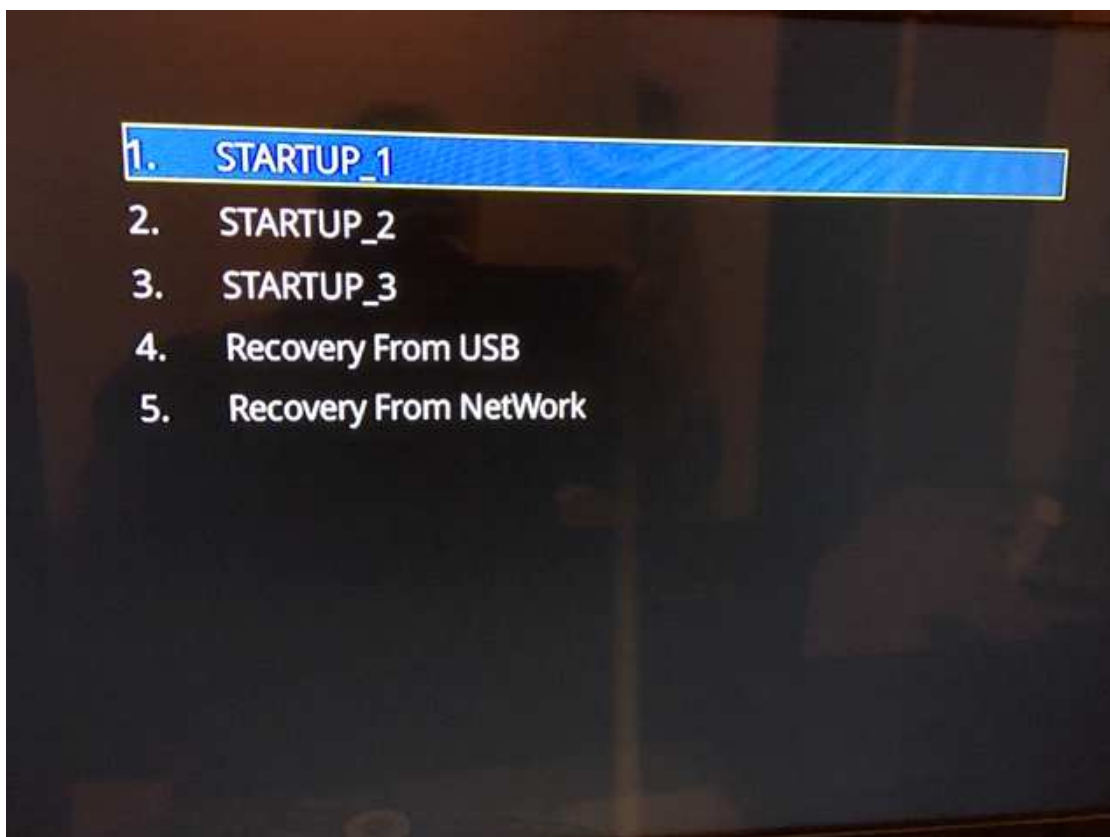 1. STARTUP_1
2. STARTUP_2
3. STARTUP_3
4. Recovery From USB
5. Recovery From NetWork